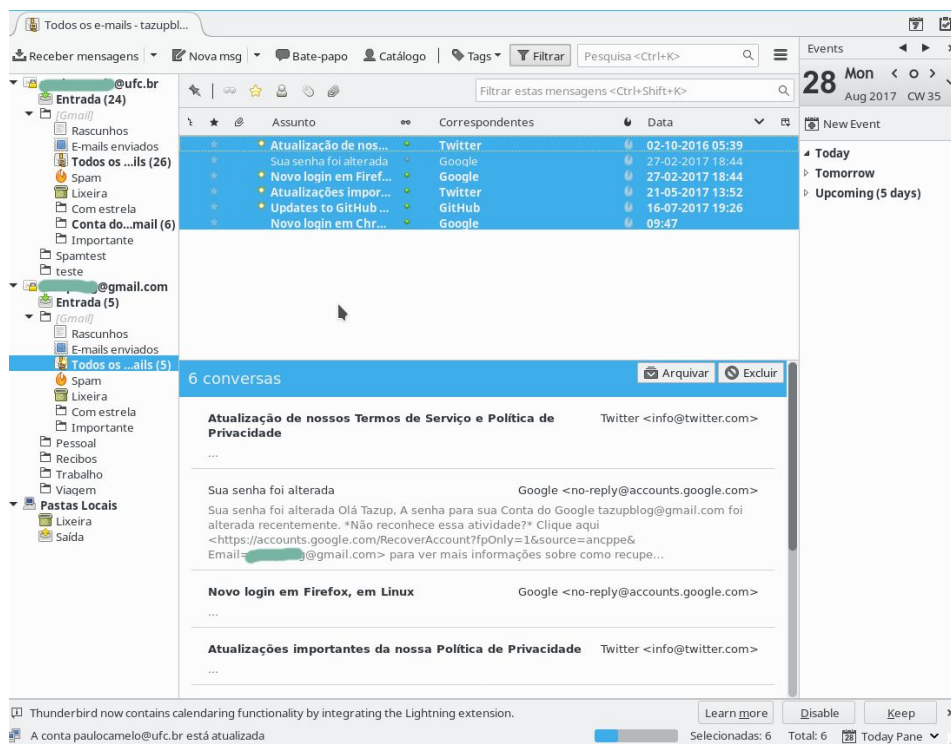 Todos os e-mails - tazupbl...
Receber mensagens
Nova msg
Bate-papo
Catálogo
Tags
Filtrar
Pesquisa <Ctrl+K>
Events
28 Mon
Aug 2017 CW 35
New Event
Today
Tomorrow
Upcoming (5 days)
@ufc.br
Entrada (24)
[Gmail]
Rascunhos
E-mails enviados
Todos os ...ils (26)
Spam
Lixeira
Com estrela
Conta do...mail (6)
Importante
Spamtest
teste
@gmail.com
Entrada (5)
[Gmail]
Rascunhos
E-mails enviados
Todos os ...ails (5)
Spam
Lixeira
Com estrela
Importante
Pessoal
Recibos
Trabalho
Viagem
Pastas Locais
Lixeira
Saída
Filtrar estas mensagens <Ctrl+Shift+K>
Assunto Correspondentes Data
Atualização de nos... Twitter 02-10-2016 05:39
Sua senha foi alterada Google 27-02-2017 18:44
Novo login em Firef... Google 27-02-2017 18:44
Atualizações impor... Twitter 21-05-2017 13:52
Updates to GitHub ... GitHub 16-07-2017 19:26
Novo login em Chr... Google 09:47
6 conversas
Arquivar
Excluir
Atualização de nossos Termos de Serviço e Política de Twitter <info@twitter.com>
Privacidade
...
Sua senha foi alterada Google <no-reply@accounts.google.com>
Sua senha foi alterada Olá Tazup, A senha para sua Conta do Google tazupblog@gmail.com foi
alterada recentemente. *Não reconhece essa atividade?* Clique aqui
<https://accounts.google.com/RecoverAccount?fpOnly=1&source=ancppe&
Email=g@gmail.com> para ver mais informações sobre como recupe...
Novo login em Firefox, em Linux Google <no-reply@accounts.google.com>
...
Atualizações importantes da nossa Política de Privacidade Twitter <info@twitter.com>
...
Thunderbird now contains calendaring functionality by integrating the Lightning extension.
Learn more
Disable
Keep
A conta paulocamelo@ufc.br está atualizada
Selecionadas: 6
Total: 6
28 Today Pane